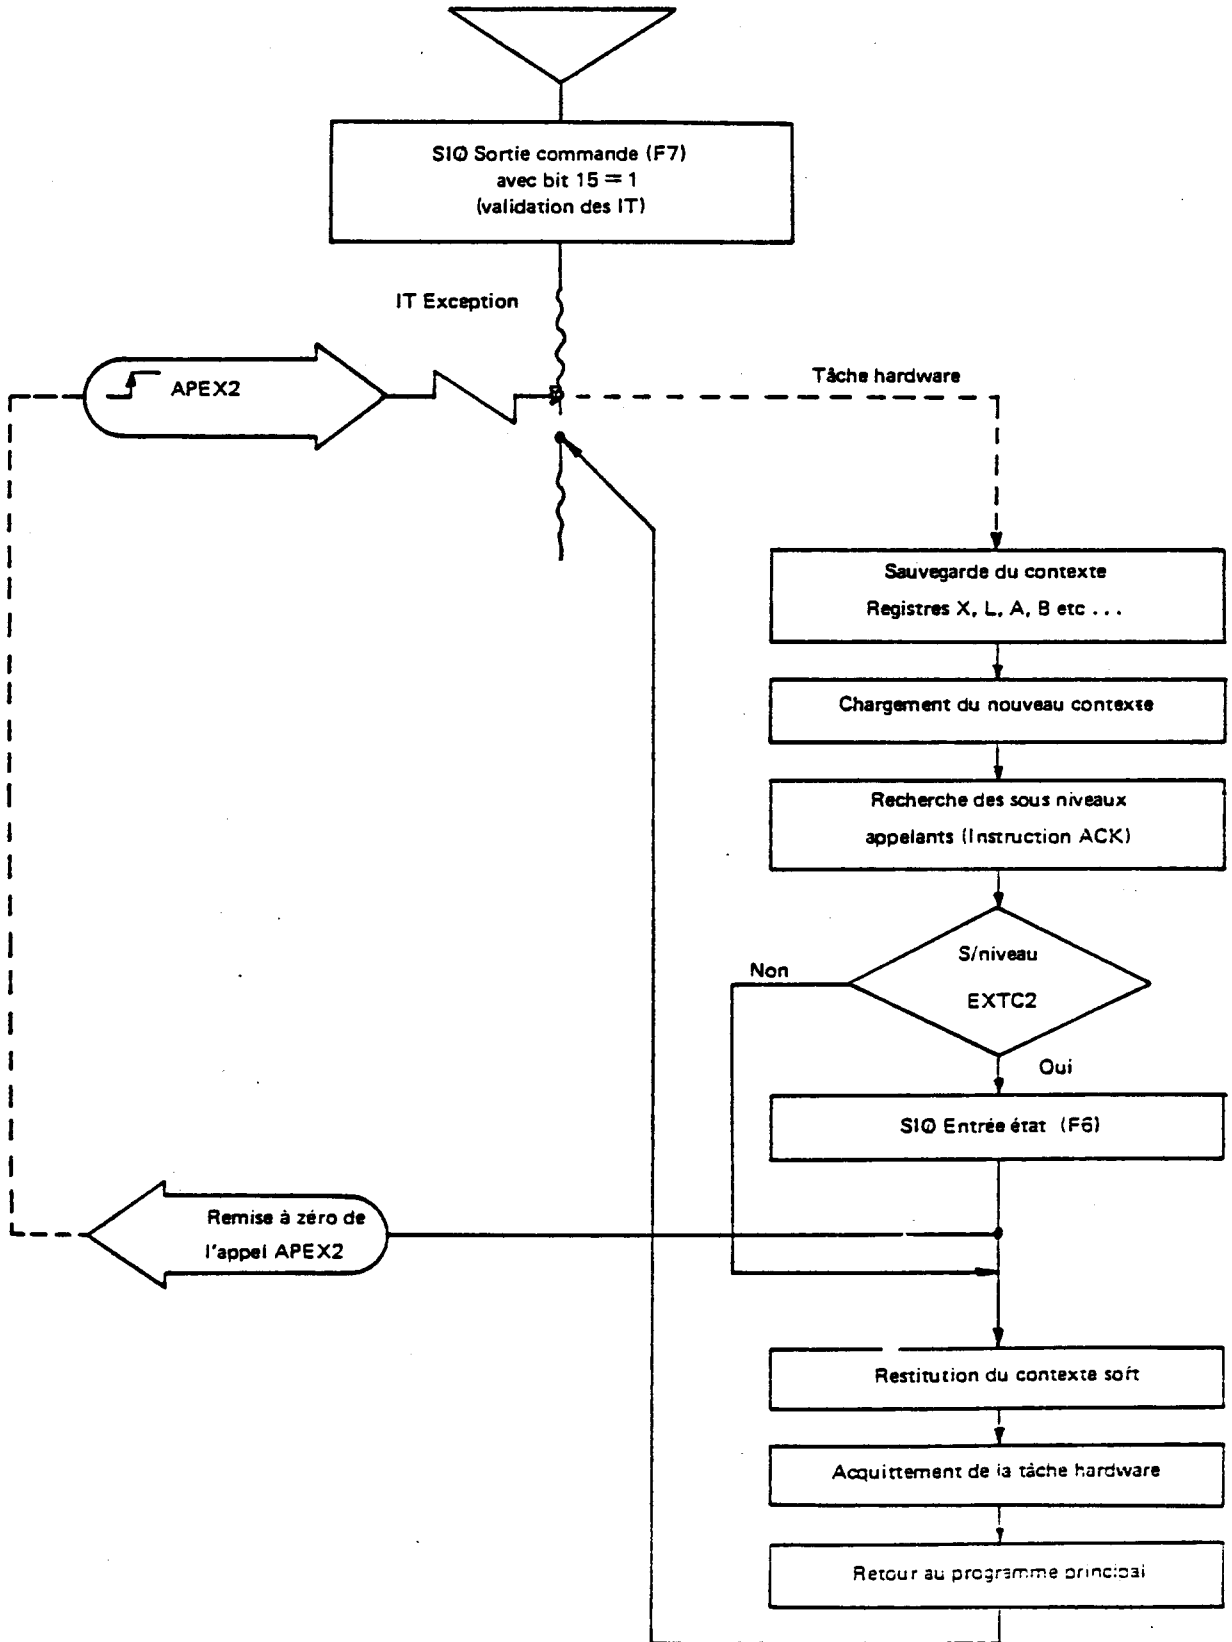 SIØ Sortie commande (F7)
avec bit 15 = 1
(validation des IT)
IT Exception
APEX2
Tâche hardware
Sauvegarde du contexte
Registres X, L, A, B etc ...
Chargement du nouveau contexte
Recherche des sous niveaux
appelants (Instruction ACK)
S/niveau
EXTC2
Non
Oui
SIØ Entrée état (F6)
Remise à zéro de
l'appel APEX2
Restitution du contexte soft
Acquittement de la tâche hardware
Retour au programme principal